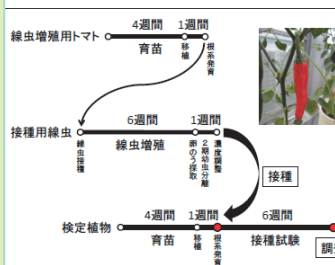 線虫増殖用トマト
4週間
1週間
育苗
移植
根系発育
接種用線虫
6週間
1週間
線虫増殖
線虫接種
卵のう採取
2期幼虫分離
濃度調整
接種
検定植物
4週間
1週間
6週間
育苗
移植
根系発育
接種試験